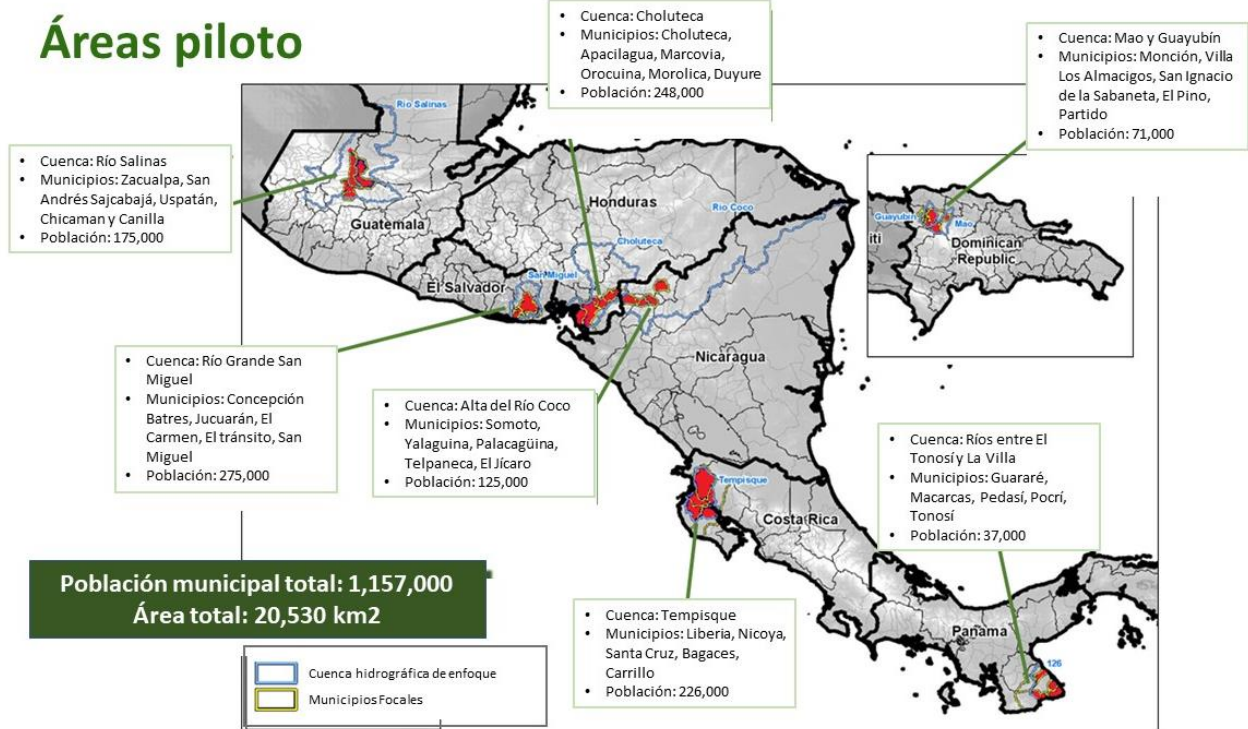 Áreas piloto
• Cuenca: Choluteca
• Municipios: Choluteca,
Apacilagua, Marcovia,
Orocuina, Morolica, Duyure
• Población: 248,000
• Cuenca: Mao y Guayubín
• Municipios: Monción, Villa
Los Almacigos, San Ignacio
de la Sabaneta, El Pino,
Partido
• Población: 71,000
• Cuenca: Río Salinas
• Municipios: Zacualpa, San
Andrés Sajcabajá, Uspatán,
Chicaman y Canilla
• Población: 175,000
Rio Salinas
Guatemala
Honduras
Rio Coco
Choluteca
San Miguel
El Salvador
Nicaragua
Guayubin
Mao
iti
Dominican
Republic
• Cuenca: Río Grande San
Miguel
• Municipios: Concepción
Batres, Jucuarán, El
Carmen, El tránsito, San
Miguel
• Población: 275,000
• Cuenca: Alta del Río Coco
• Municipios: Somoto,
Yalaguina, Palacagüina,
Telpaneca, El Jícaro
• Población: 125,000
• Cuenca: Ríos entre El
Tonosí y La Villa
• Municipios: Guararé,
Macarcas, Pedasí, Pocrí,
Tonosí
• Población: 37,000
Tempisque
Costa Rica
Población municipal total: 1,157,000
Área total: 20,530 km2
• Cuenca: Tempisque
• Municipios: Liberia, Nicoya,
Santa Cruz, Bagaces,
Carrillo
• Población: 226,000
Panama
126
Cuenca hidrográfica de enfoque
Municipios Focales